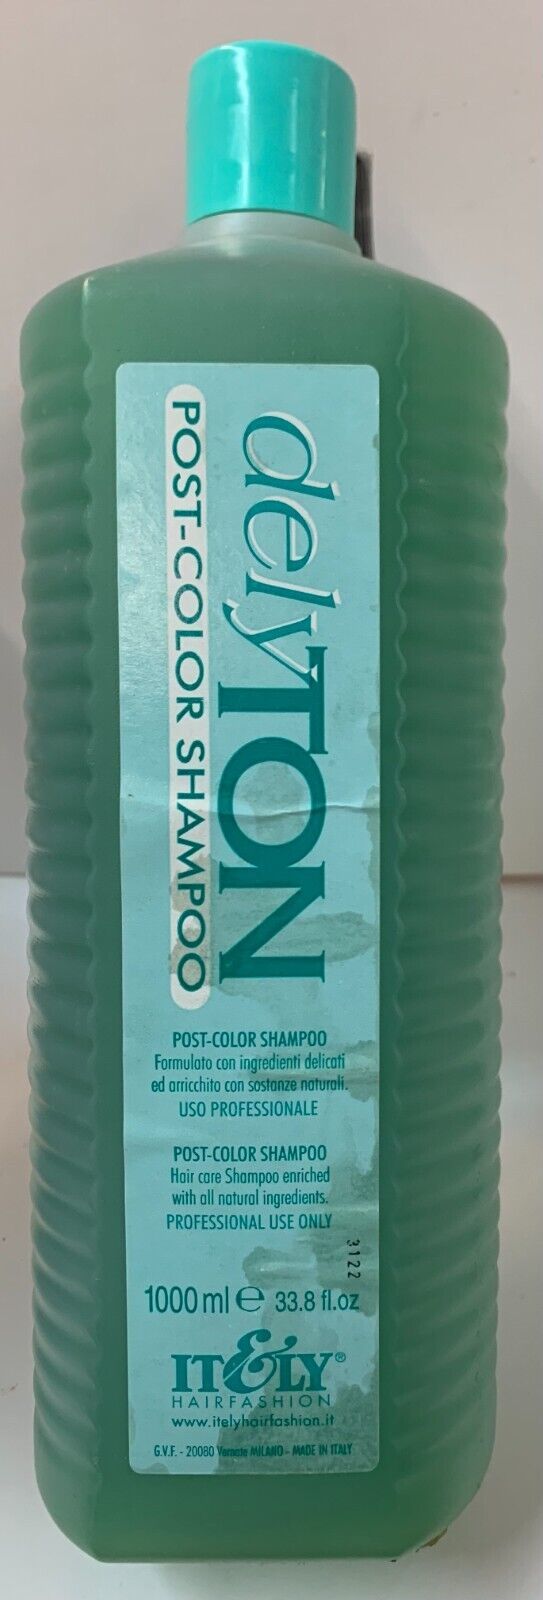 delyTON
POST-COLOR SHAMPOO
POST-COLOR SHAMPOO
Formulato con ingredienti delicati
ed arricchito con sostanze naturali.
USO PROFESSIONALE
POST-COLOR SHAMPOO
Hair care Shampoo enriched
with all natural ingredients.
PROFESSIONAL USE ONLY
3122
1000 ml ℮ 33.8 fl.oz
IT&LY®
HAIRFASHION
www.itelyhairfashion.it
G.V.F. - 20080 Vernate MILANO - MADE IN ITALY